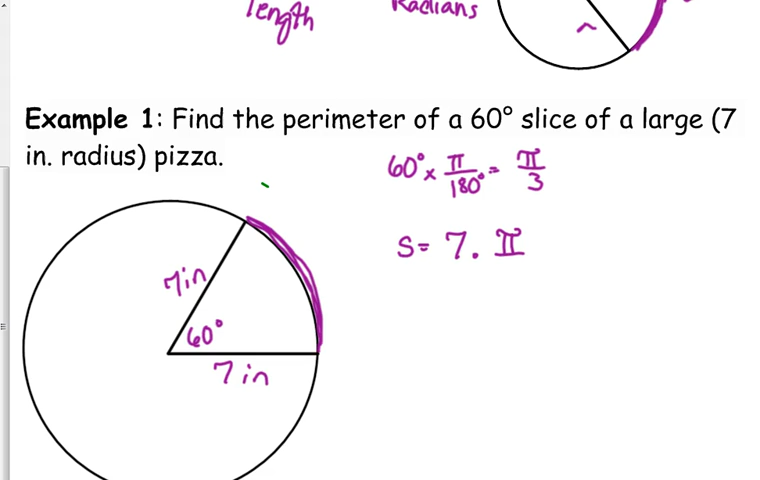 length
Radians
r
Example 1: Find the perimeter of a 60° slice of a large (7
in. radius) pizza.
60° × π/180° = π/3
S = 7 . π
7in
60°
7 in